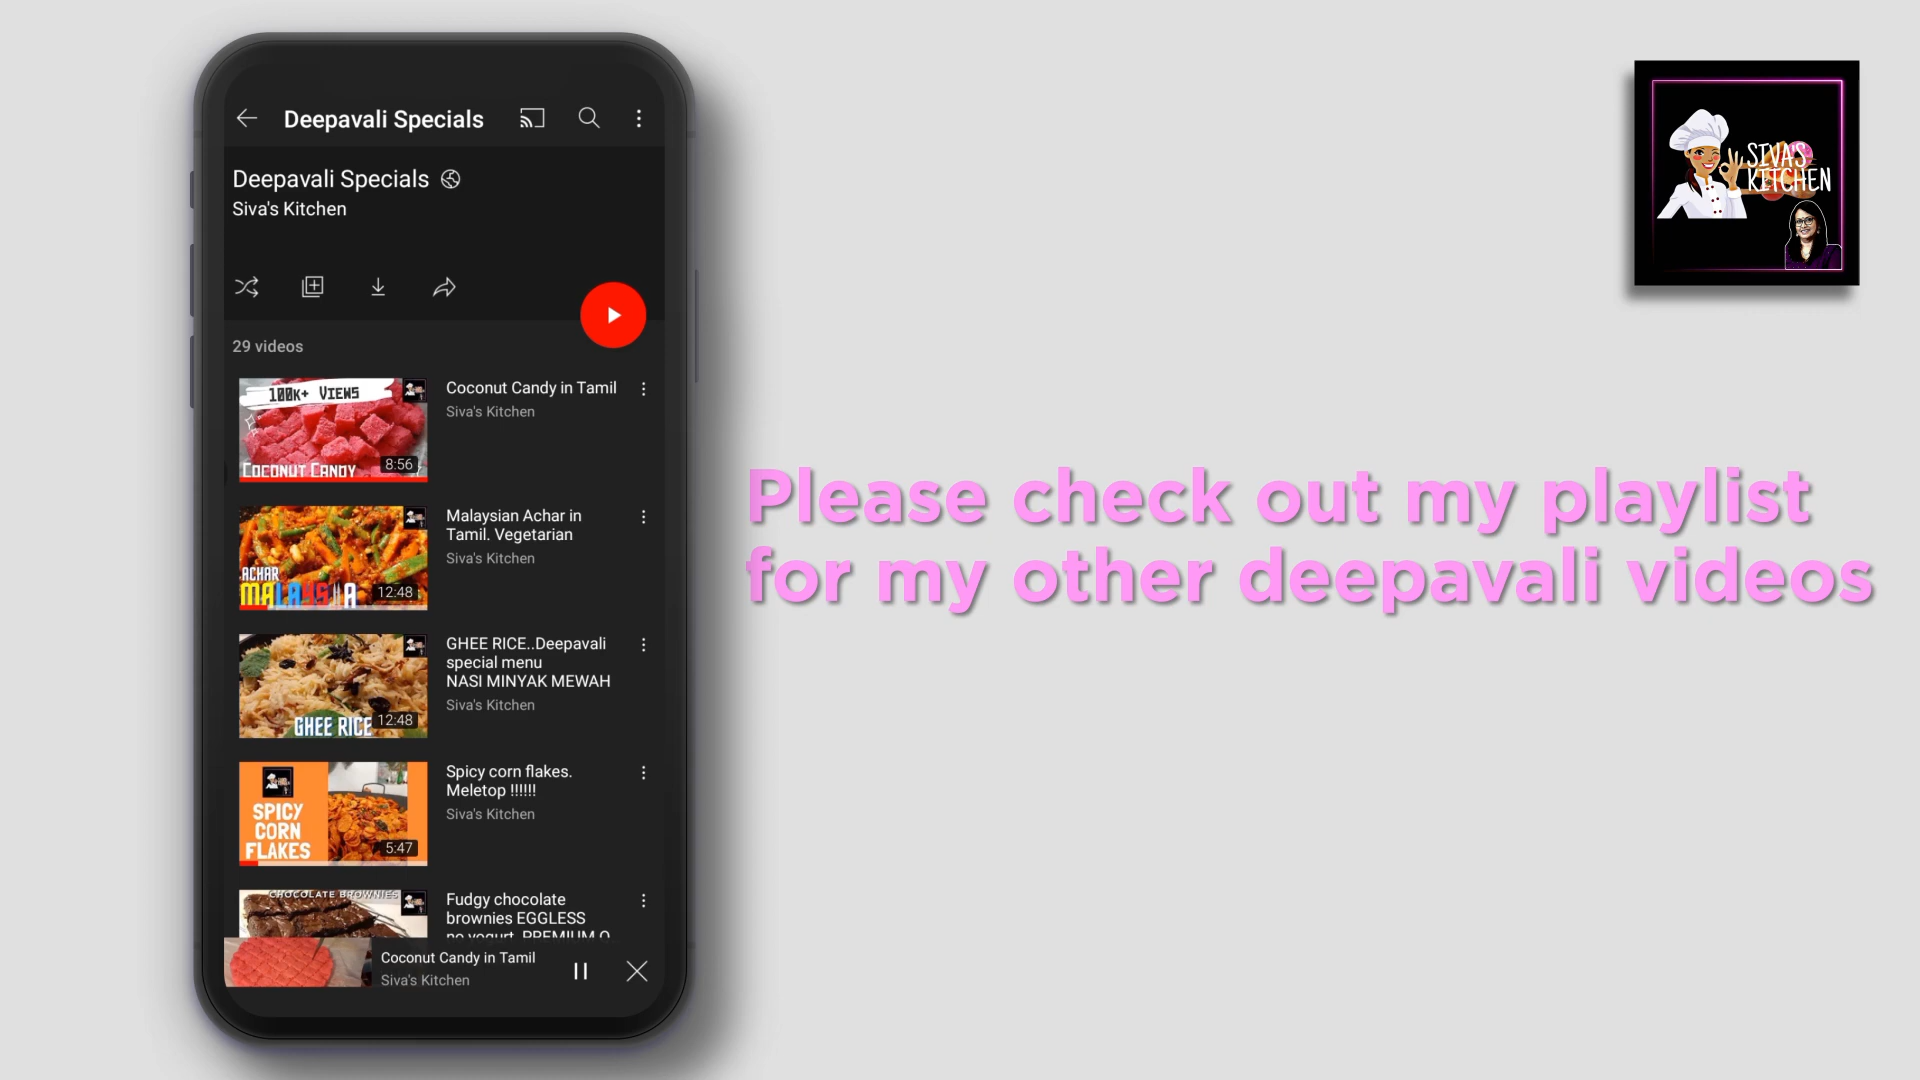 Deepavali Specials
Deepavali Specials
Siva's Kitchen
29 videos
100K+ VIEWS
COCONUT CANDY
8:56
Coconut Candy in Tamil
Siva's Kitchen
ACHAR
MALAYSIA
12:48
Malaysian Achar in
Tamil. Vegetarian
Siva's Kitchen
GHEE RICE
12:48
GHEE RICE..Deepavali
special menu
NASI MINYAK MEWAH
Siva's Kitchen
SPICY
CORN
FLAKES
5:47
Spicy corn flakes.
Meletop !!!!!!
Siva's Kitchen
CHOCOLATE BROWNIES
Fudgy chocolate
brownies EGGLESS
no yogurt. PREMIUM
Coconut Candy in Tamil
Siva's Kitchen
Please check out my playlist
for my other deepavali videos
SIVA'S
KITCHEN